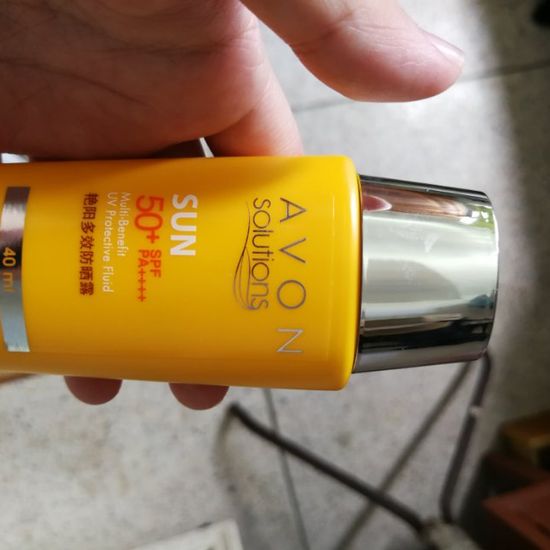 AVON
solutions
SUN
50+ SPF
PA++++
Multi-Benefit
UV Protective Fluid
艳阳多效防晒露
40 ml